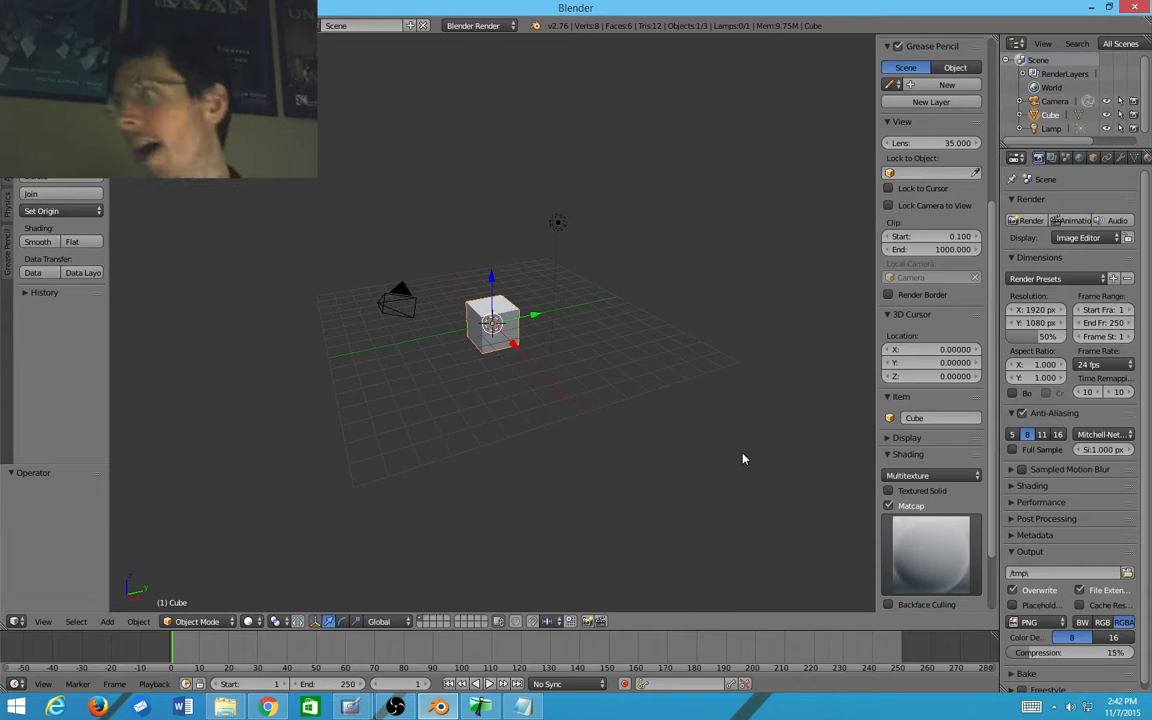 Blender
Scene
Blender Render
v2.76 | Verts:8 | Faces:6 | Tris:12 | Objects:1/3 | Lamps:0/1 | Mem:9.75M | Cube
View Search All Scenes
Scene
RenderLayers
World
Camera
Cube
Lamp
Scene
Render
Render Animatio Audio
Display: Image Editor
Dimensions
Render Presets
Resolution: Frame Range:
X: 1920 px Start Fra: 1
Y: 1080 px End Fr: 250
50% Frame St: 1
Aspect Ratio: Frame Rate:
X: 1.000 24 fps
Y: 1.000 Time Remappi
Bo Cr 10 10
Anti-Aliasing
5 8 11 16 Mitchell-Net...
Full Sample Si:1.000 px
Sampled Motion Blur
Shading
Performance
Post Processing
Metadata
Output
/tmp\
Overwrite File Exten...
Placehold... Cache Res...
PNG BW RGB RGBA
Color De... 8 16
Compression: 15%
Bake
Freestyle
Grease Pencil
Scene Object
New
New Layer
View
Lens: 35.000
Lock to Object:
Lock to Cursor
Lock Camera to View
Clip:
Start: 0.100
End: 1000.000
Local Camera:
Camera
Render Border
3D Cursor
Location:
X: 0.00000
Y: 0.00000
Z: 0.00000
Item
Cube
Display
Shading
Multitexture
Textured Solid
Matcap
Backface Culling
Physics
Grease Pencil
Join
Set Origin
Shading:
Smooth Flat
Data Transfer:
Data Data Layo
History
Operator
z
y
(1) Cube
View Select Add Object Object Mode Global
-50 -40 -30 -20 -10 0 10 20 30 40 50 60 70 80 90 100 110 120 130 140 150 160 170 180 190 200 210 220 230 240 250 260 270 280
View Marker Frame Playback Start: 1 End: 250 1 No Sync
2:42 PM
11/7/2015